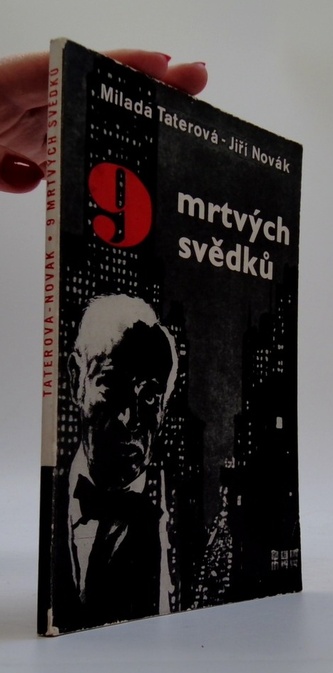 Milada Taterová - Jiří Novák
9
mrtvých
svědků
TATEROVÁ-NOVÁK • 9 MRTVÝCH SVĚDKŮ